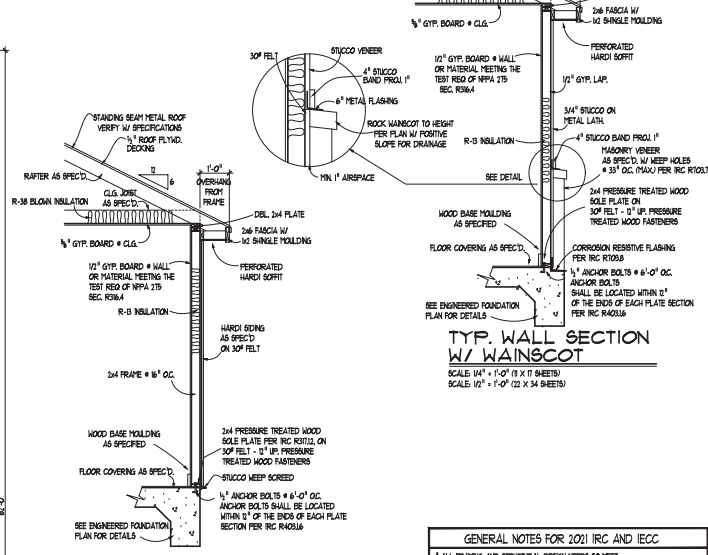 STANDING SEAM METAL ROOF
VERIFY W/ SPECIFICATIONS
½" ROOF PLYWD.
DECKING
RAFTER AS SPEC'D.
CLG. JOIST
AS SPEC'D.
R-38 BLOWN INSULATION
⅝" GYP. BOARD @ CLG.
12
6
1'-0"
OVERHANG
FROM
FRAME
DBL. 2x4 PLATE
2x6 FASCIA W/
1x2 SHINGLE MOULDING
PERFORATED
HARDI SOFFIT
1/2" GYP. BOARD @ WALL
OR MATERIAL MEETING THE
TEST REQ OF NFPA 275
SEC. R316.4
R-13 INSULATION
HARDI SIDING
AS SPEC'D
ON 30# FELT
2x4 FRAME @ 16" O.C.
WOOD BASE MOULDING
AS SPECIFIED
FLOOR COVERING AS SPEC'D.
2x4 PRESSURE TREATED WOOD
SOLE PLATE PER IRC R317.1.2, ON
30# FELT - 12" UP. PRESSURE
TREATED WOOD FASTENERS
STUCCO WEEP SCREED
½" ANCHOR BOLTS @ 6'-0" O.C.
ANCHOR BOLTS SHALL BE LOCATED
WITHIN 12" OF THE ENDS OF EACH PLATE
SECTION PER IRC R403.1.6
SEE ENGINEERED FOUNDATION
PLAN FOR DETAILS
30# FELT
STUCCO VENEER
4" STUCCO
BAND PROJ. 1"
6" METAL FLASHING
ROCK WAINSCOT TO HEIGHT
PER PLAN W/ POSITIVE
SLOPE FOR DRAINAGE
MIN. 1" AIRSPACE
⅝" GYP. BOARD @ CLG.
2x6 FASCIA W/
1x2 SHINGLE MOULDING
PERFORATED
HARDI SOFFIT
1/2" GYP. BOARD @ WALL
OR MATERIAL MEETING THE
TEST REQ OF NFPA 275
SEC. R316.4
1/2" GYP. LAP.
3/4" STUCCO ON
METAL LATH.
R-13 INSULATION
4" STUCCO BAND PROJ. 1"
SEE DETAIL
MASONRY VENEER
AS SPEC'D, W/ WEEP HOLES
@ 33" O.C. (MAX.) PER IRC R703.7
2x4 PRESSURE TREATED WOOD
SOLE PLATE ON
30# FELT - 12" UP. PRESSURE
TREATED WOOD FASTENERS
WOOD BASE MOULDING
AS SPECIFIED
FLOOR COVERING AS SPEC'D.
CORROSION RESISTIVE FLASHING
PER IRC R703.8
½" ANCHOR BOLTS @ 6'-0" O.C.
ANCHOR BOLTS
SHALL BE LOCATED WITHIN 12"
OF THE ENDS OF EACH PLATE SECTION
PER IRC R403.1.6
SEE ENGINEERED FOUNDATION
PLAN FOR DETAILS
TYP. WALL SECTION
W/ WAINSCOT
SCALE: 1/4" = 1'-0" (11 X 17 SHEETS)
SCALE: 1/2" = 1'-0" (22 X 34 SHEETS)
GENERAL NOTES FOR 2021 IRC AND IECC